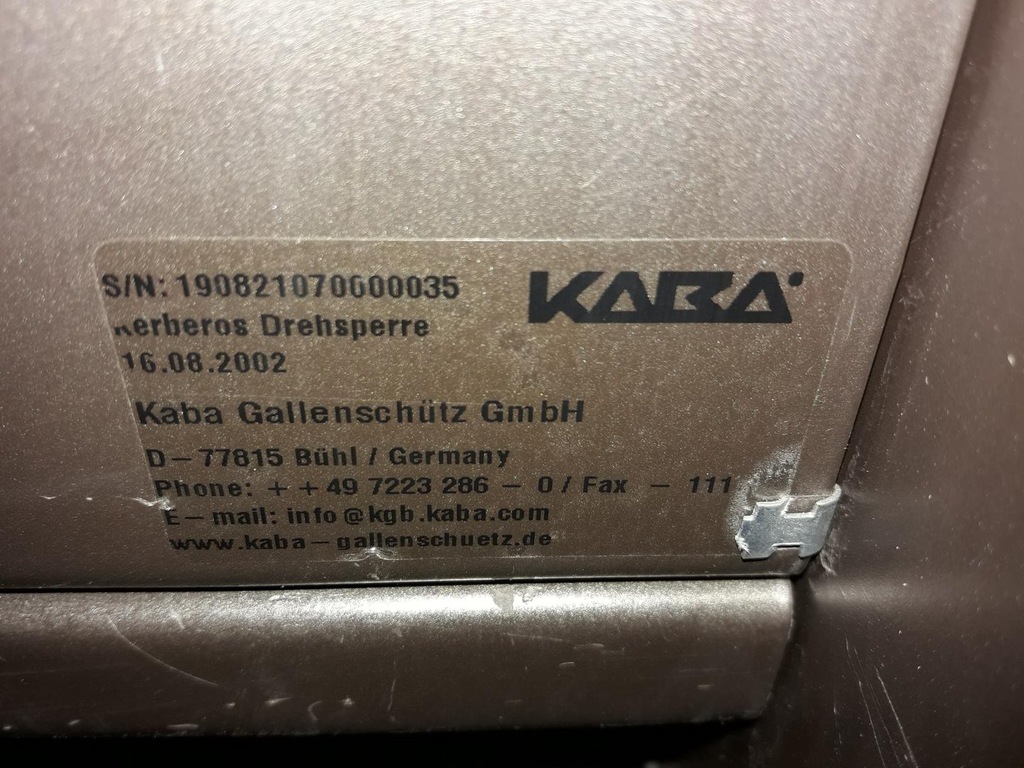 S/N: 190821070600035
KABA
Kerberos Drehsperre
16.08.2002
Kaba Gallenschütz GmbH
D – 77815 Bühl / Germany
Phone: + + 49 7223 286 – 0 / Fax – 111
E – mail: info@kgb.kaba.com
www.kaba – gallenschuetz.de